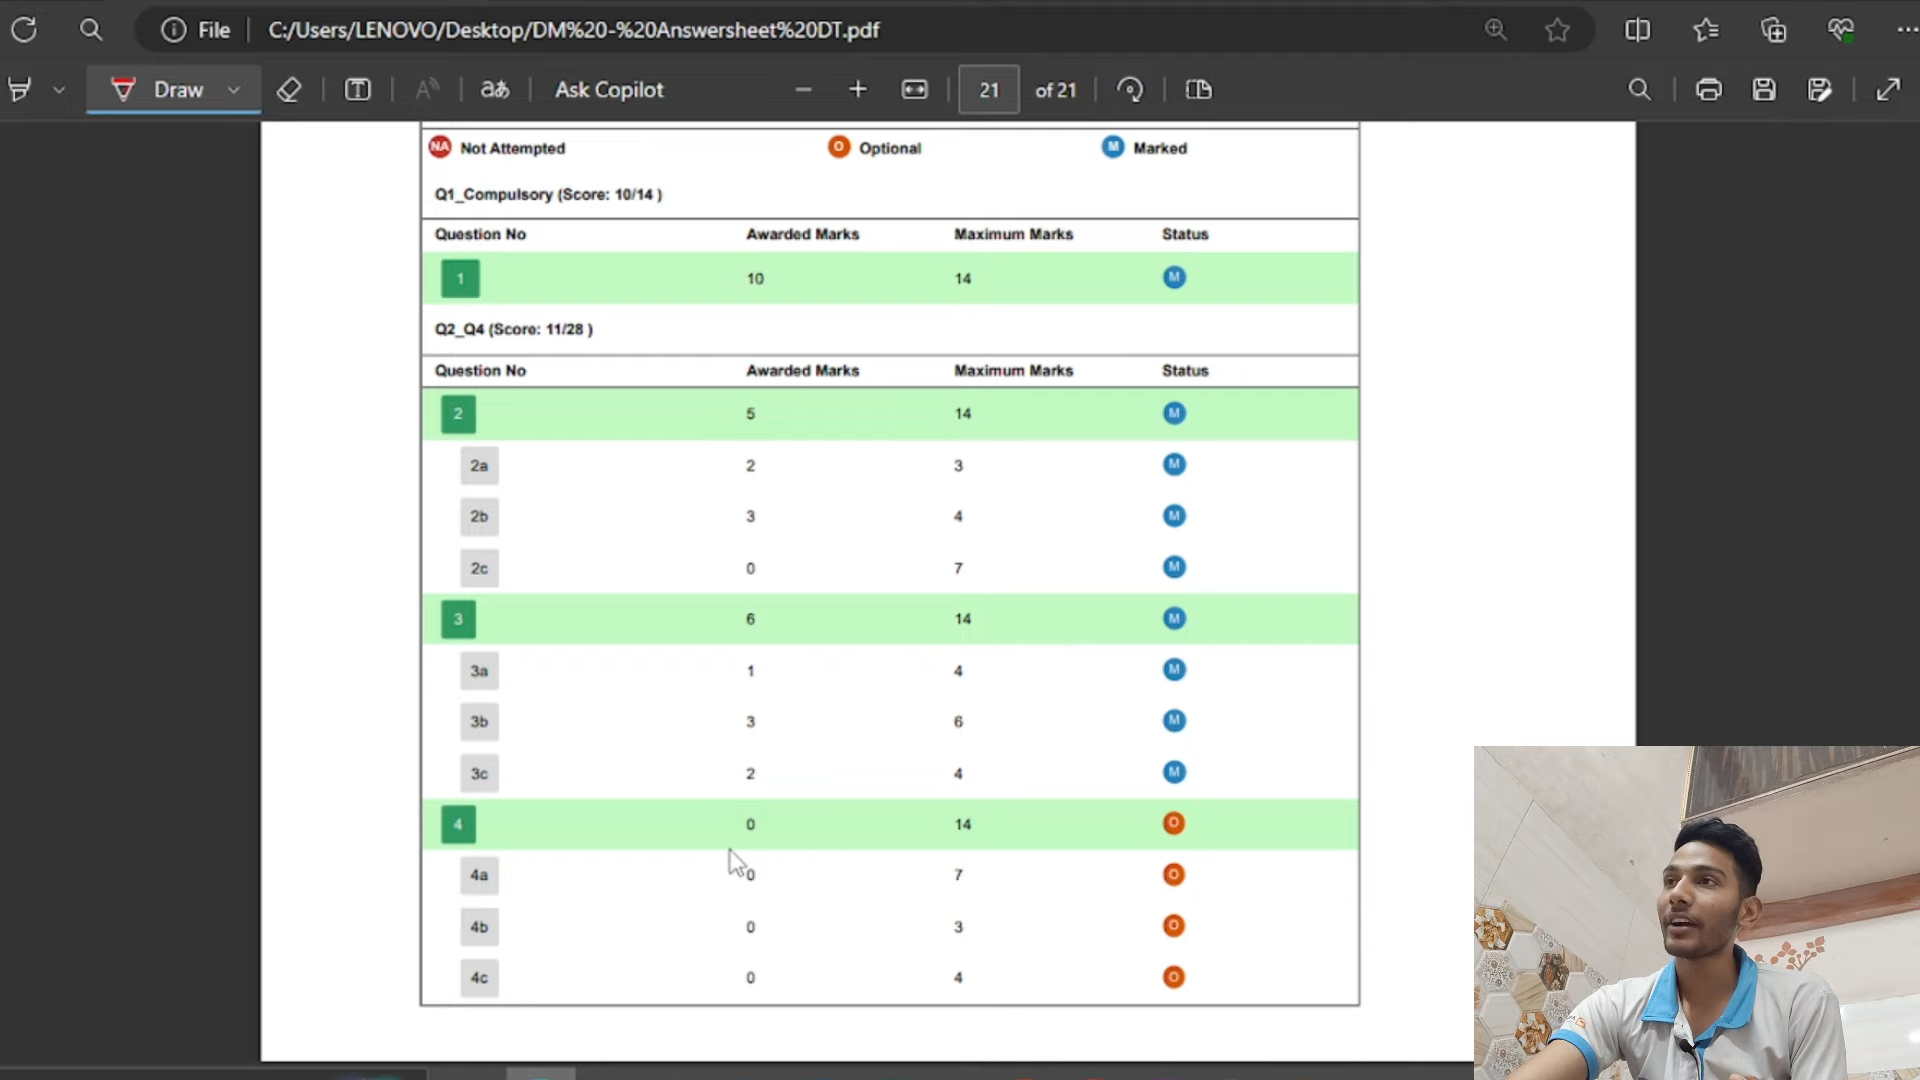 File C:/Users/LENOVO/Desktop/DM%20-%20Answersheet%20DT.pdf
Draw aあ Ask Copilot 21 of 21
NA Not Attempted O Optional M Marked
Q1_Compulsory (Score: 10/14 )
Question No Awarded Marks Maximum Marks Status
1 10 14 M
Q2_Q4 (Score: 11/28 )
Question No Awarded Marks Maximum Marks Status
2 5 14 M
2a 2 3 M
2b 3 4 M
2c 0 7 M
3 6 14 M
3a 1 4 M
3b 3 6 M
3c 2 4 M
4 0 14 O
4a 0 7 O
4b 0 3 O
4c 0 4 O